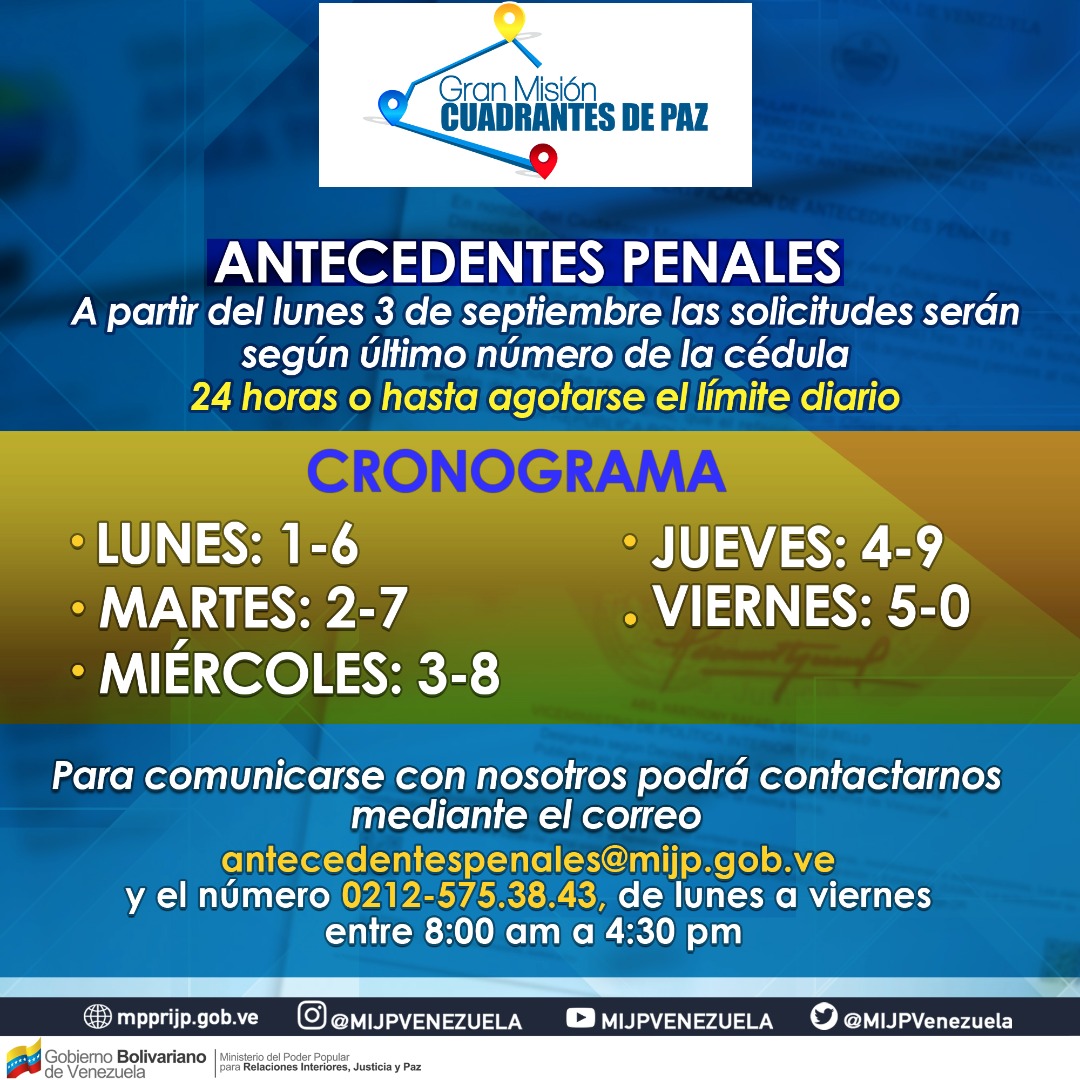 Gran Misión
CUADRANTES DE PAZ
ANTECEDENTES PENALES
A partir del lunes 3 de septiembre las solicitudes serán
según último número de la cédula
24 horas o hasta agotarse el límite diario
CRONOGRAMA
• LUNES: 1-6
• MARTES: 2-7
• MIÉRCOLES: 3-8
• JUEVES: 4-9
• VIERNES: 5-0
Para comunicarse con nosotros podrá contactarnos
mediante el correo
antecedentespenales@mijp.gob.ve
y el número 0212-575.38.43, de lunes a viernes
entre 8:00 am a 4:30 pm
mpprijp.gob.ve @MIJPVENEZUELA MIJPVENEZUELA @MIJPVenezuela
Gobierno Bolivariano
de Venezuela
Ministerio del Poder Popular
para Relaciones Interiores, Justicia y Paz